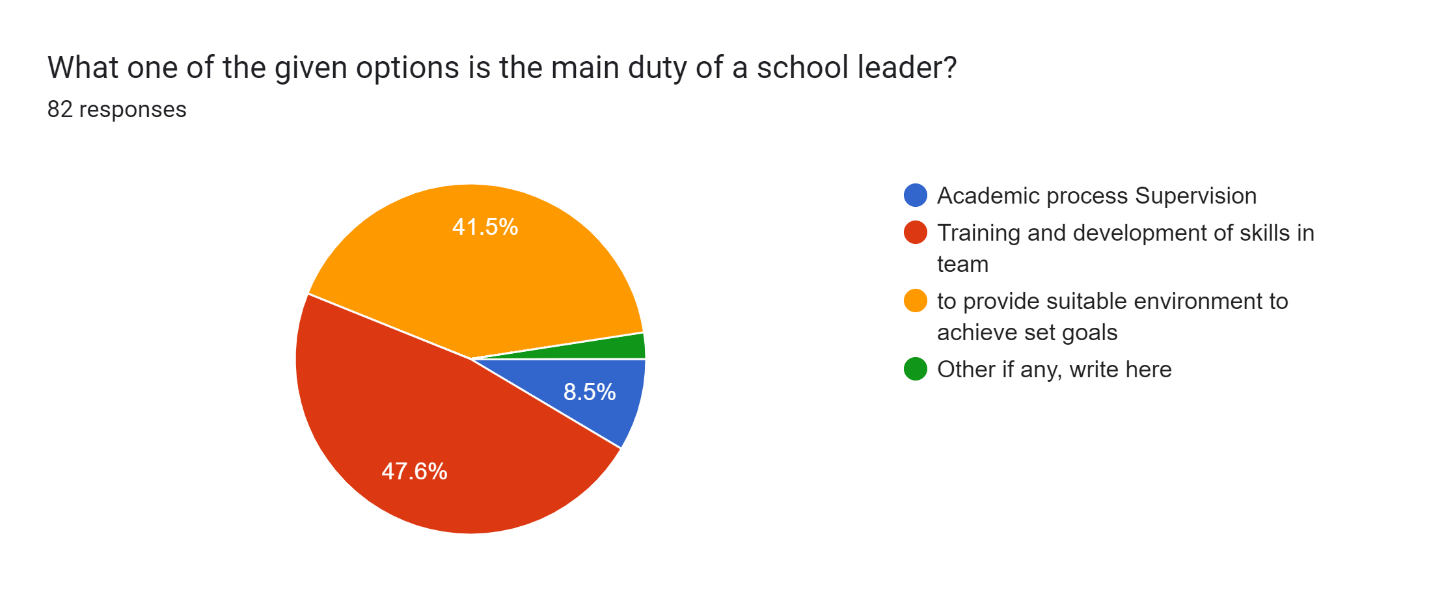 What one of the given options is the main duty of a school leader?
82 responses
41.5%
8.5%
47.6%
Academic process Supervision
Training and development of skills in
team
to provide suitable environment to
achieve set goals
Other if any, write here